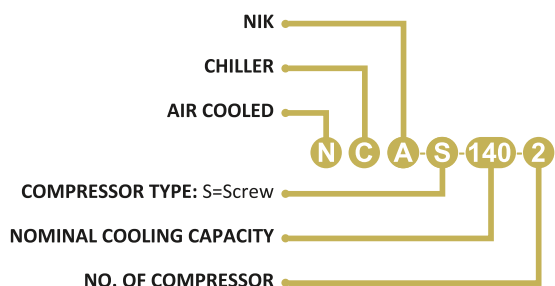 NIK
CHILLER
AIR COOLED
N C A - S - 140 - 2
COMPRESSOR TYPE: S=Screw
NOMINAL COOLING CAPACITY
NO. OF COMPRESSOR